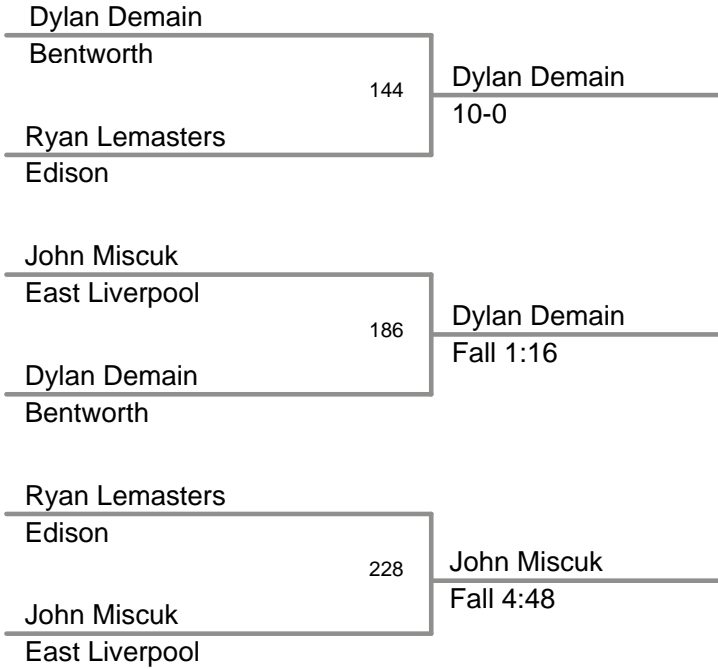 Dylan Demain
Bentworth
144
Dylan Demain
10-0
Ryan Lemasters
Edison
John Miscuk
East Liverpool
186
Dylan Demain
Fall 1:16
Dylan Demain
Bentworth
Ryan Lemasters
Edison
228
John Miscuk
Fall 4:48
John Miscuk
East Liverpool